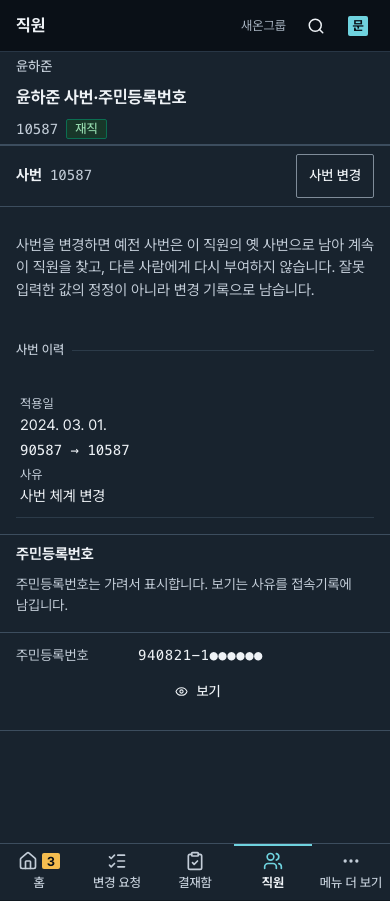 직원
새온그룹
문
윤하준
윤하준 사번·주민등록번호
10587 재직
사번 10587
사번 변경
사번을 변경하면 예전 사번은 이 직원의 옛 사번으로 남아 계속
이 직원을 찾고, 다른 사람에게 다시 부여하지 않습니다. 잘못
입력한 값의 정정이 아니라 변경 기록으로 남습니다.
사번 이력
적용일
2024. 03. 01.
90587 → 10587
사유
사번 체계 변경
주민등록번호
주민등록번호는 가려서 표시합니다. 보기는 사유를 접속기록에
남깁니다.
주민등록번호 940821-1●●●●●●
보기
3
홈
변경 요청
결재함
직원
메뉴 더 보기